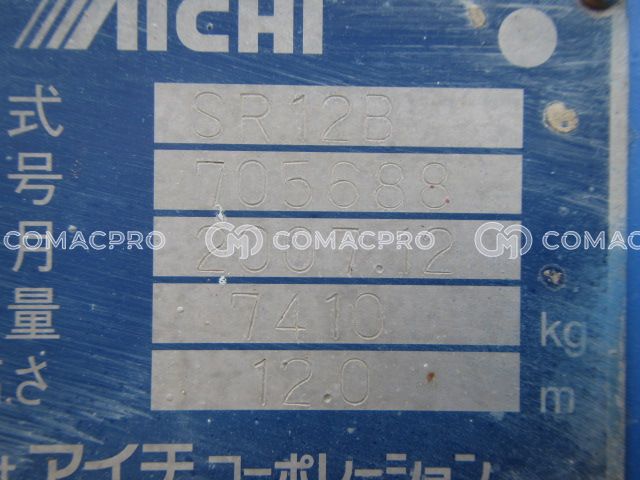 AICHI
式 SR12B
号 705688
月 2007.12
量 7410 kg
さ 12.0 m
アイチコーポレーション
COMACPRO COMACPRO COMACPRO